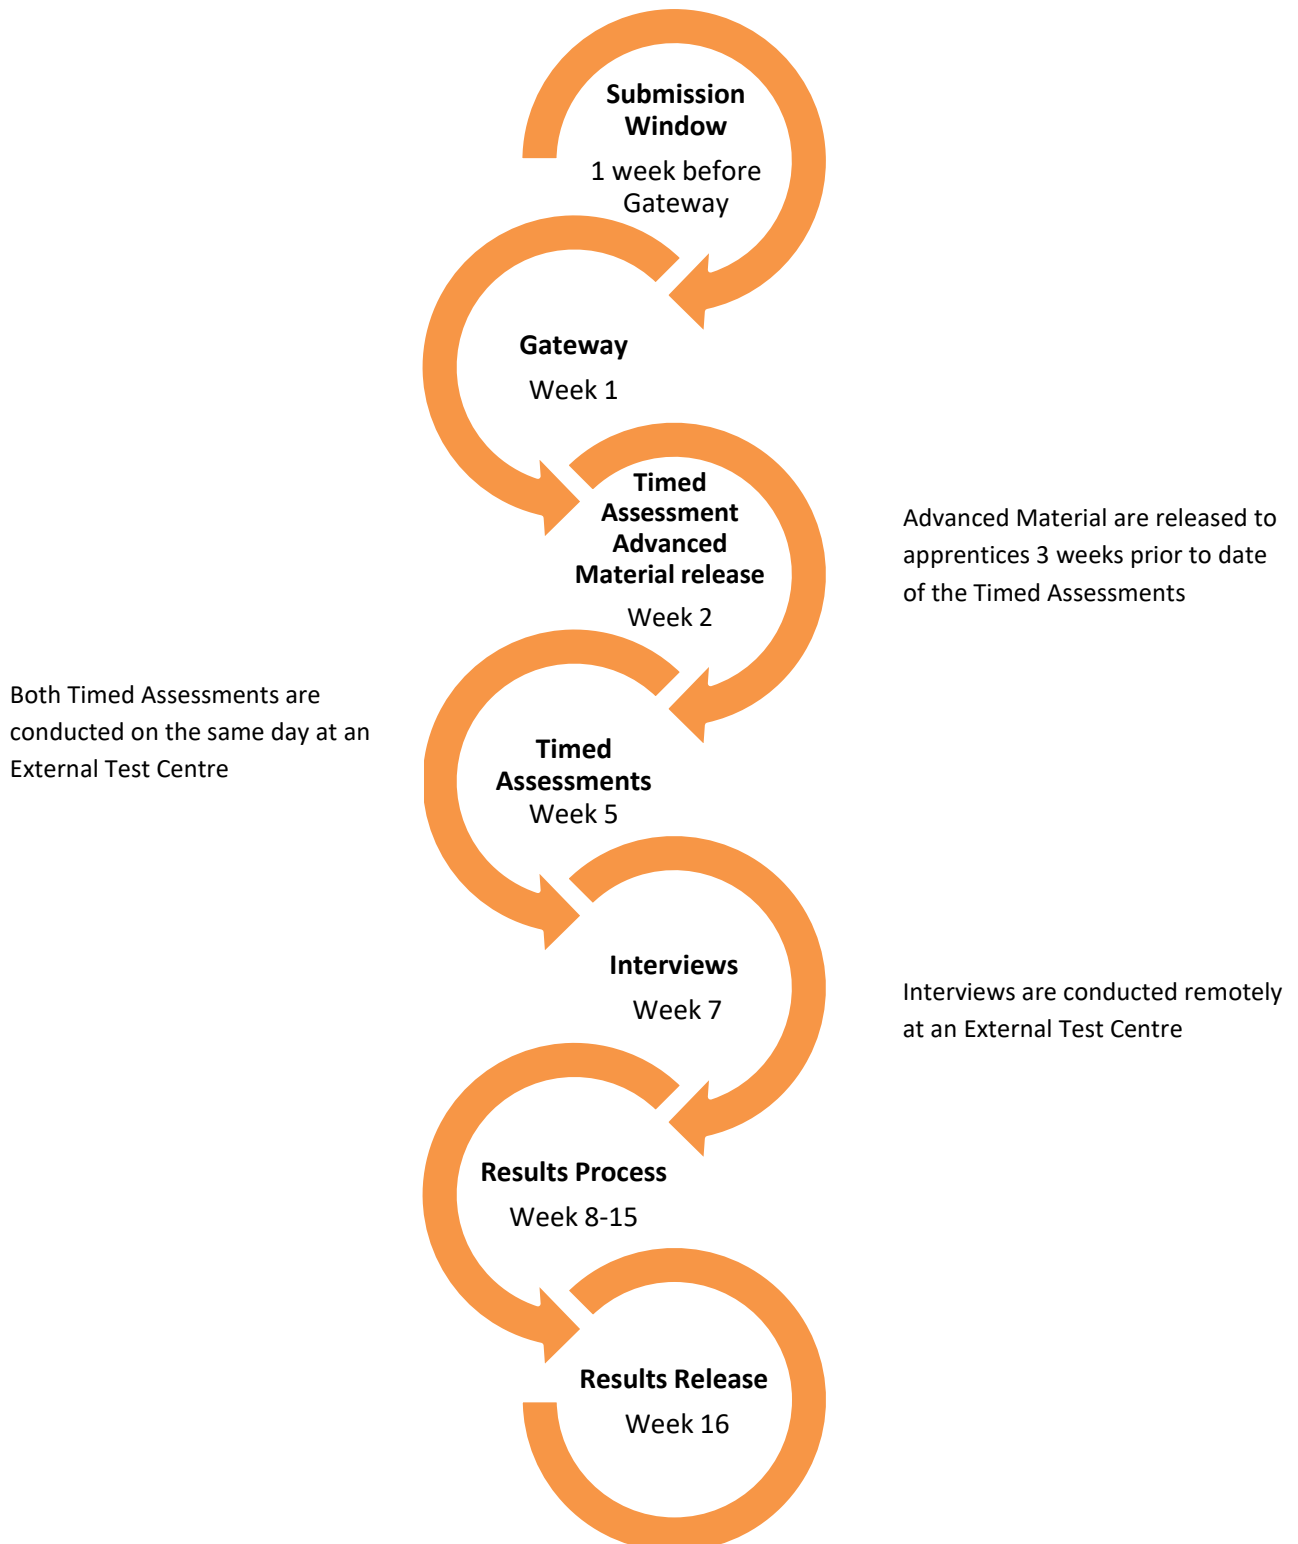 Submission
Window
1 week before
Gateway
Gateway
Week 1
Timed
Assessment
Advanced
Material release
Week 2
Advanced Material are released to
apprentices 3 weeks prior to date
of the Timed Assessments
Both Timed Assessments are
conducted on the same day at an
External Test Centre
Timed
Assessments
Week 5
Interviews
Week 7
Interviews are conducted remotely
at an External Test Centre
Results Process
Week 8-15
Results Release
Week 16